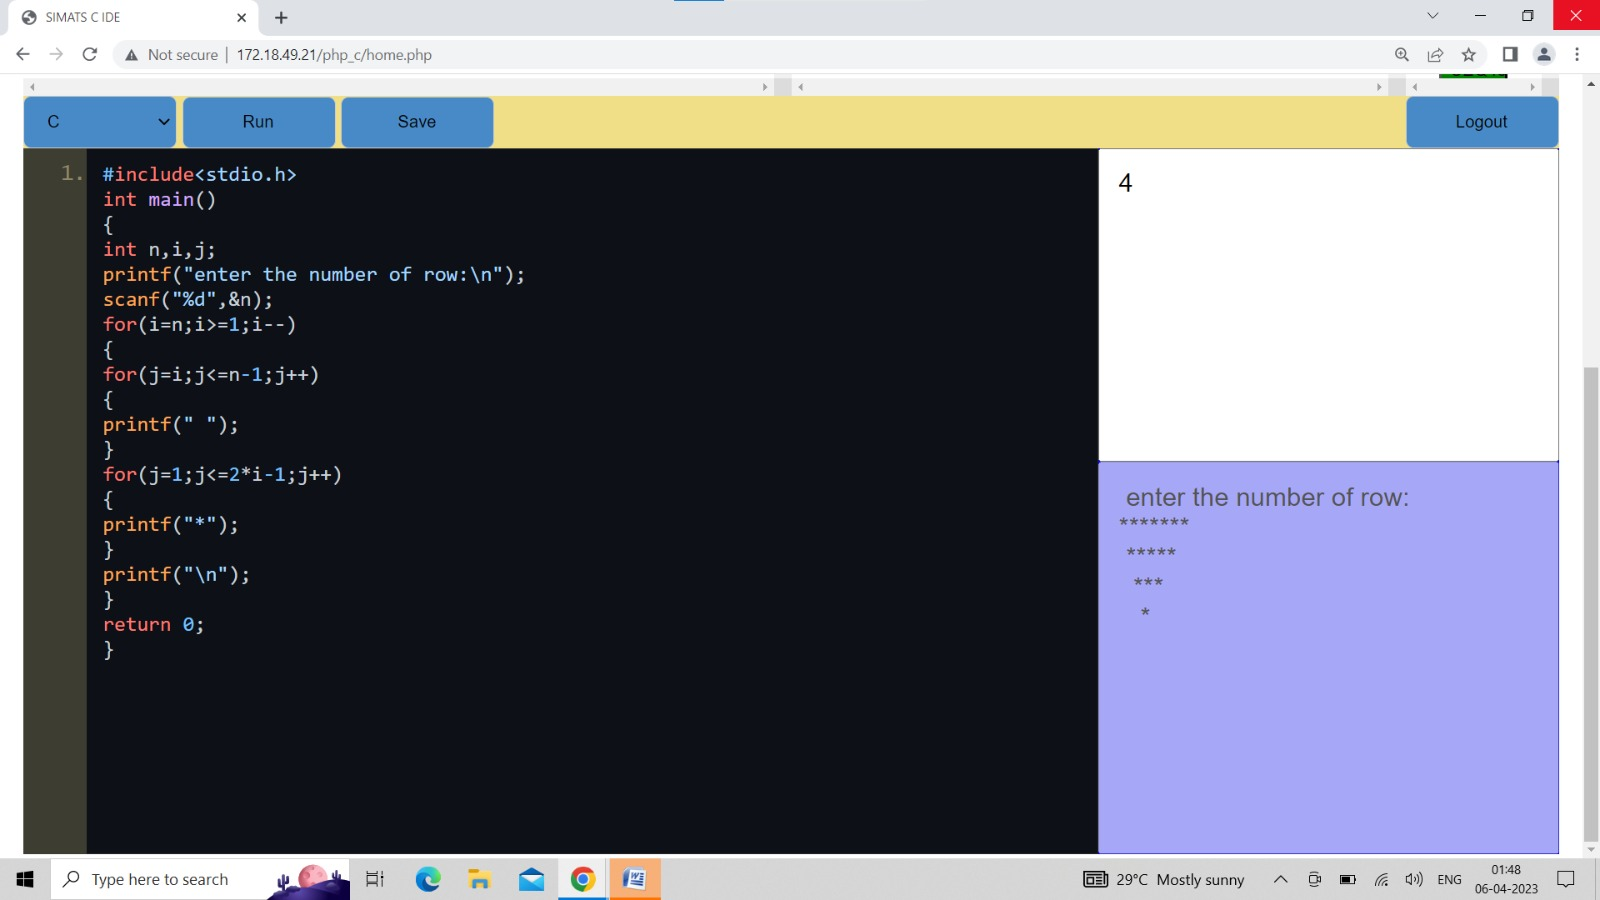 SIMATS C IDE
Not secure | 172.18.49.21/php_c/home.php
C
Run
Save
Logout
1.
#include<stdio.h>
int main()
{
int n,i,j;
printf("enter the number of row:\n");
scanf("%d",&n);
for(i=n;i>=1;i--)
{
for(j=i;j<=n-1;j++)
{
printf(" ");
}
for(j=1;j<=2*i-1;j++)
{
printf("*");
}
printf("\n");
}
return 0;
}
4
enter the number of row:
*******
*****
***
*
Type here to search
29°C Mostly sunny
ENG
01:48
06-04-2023